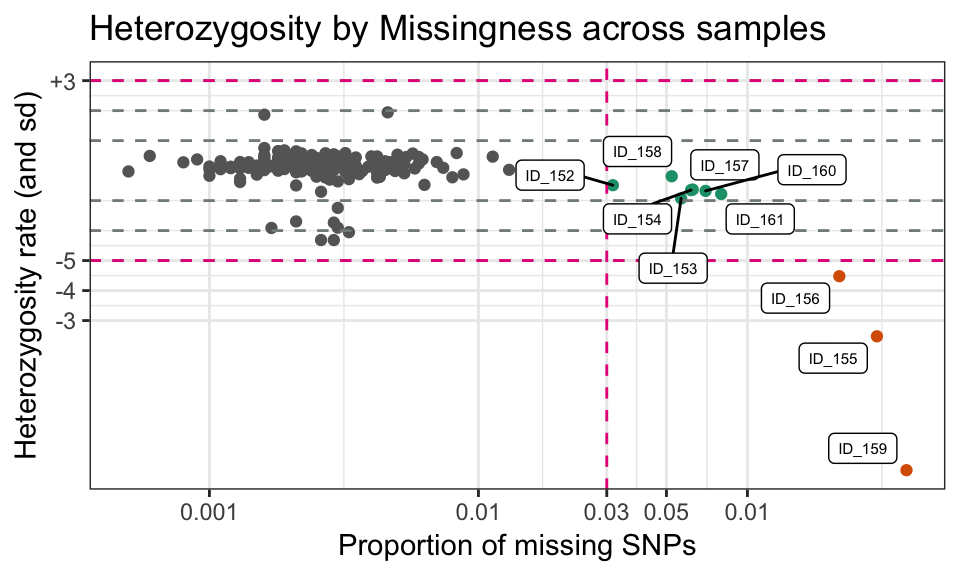 Heterozygosity by Missingness across samples
Heterozygosity rate (and sd)
+3
-5
-4
-3
ID_158
ID_157
ID_160
ID_152
ID_154
ID_161
ID_153
ID_156
ID_155
ID_159
0.001
0.01
0.03
0.05
0.01
Proportion of missing SNPs